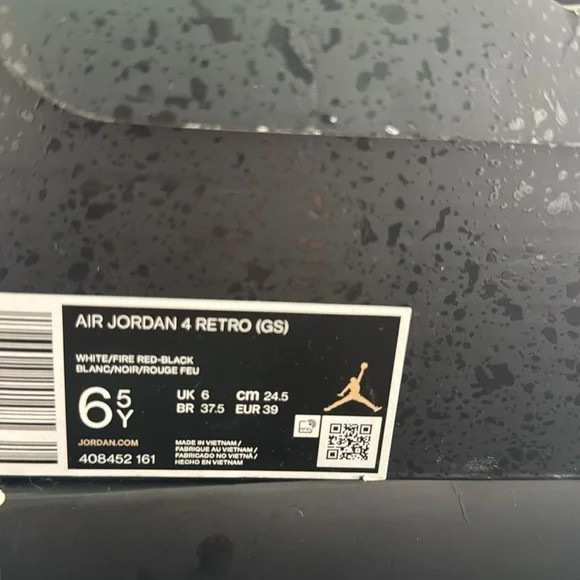 AIR JORDAN 4 RETRO (GS)
WHITE/FIRE RED-BLACK
BLANC/NOIR/ROUGE FEU
6 5 Y
UK 6 cm 24.5
BR 37.5 EUR 39
JORDAN.COM
408452 161
MADE IN VIETNAM/
FABRIQUE AU VIETNAM/
FABRICADO NO VIETNÃ/
HECHO EN VIETNAM